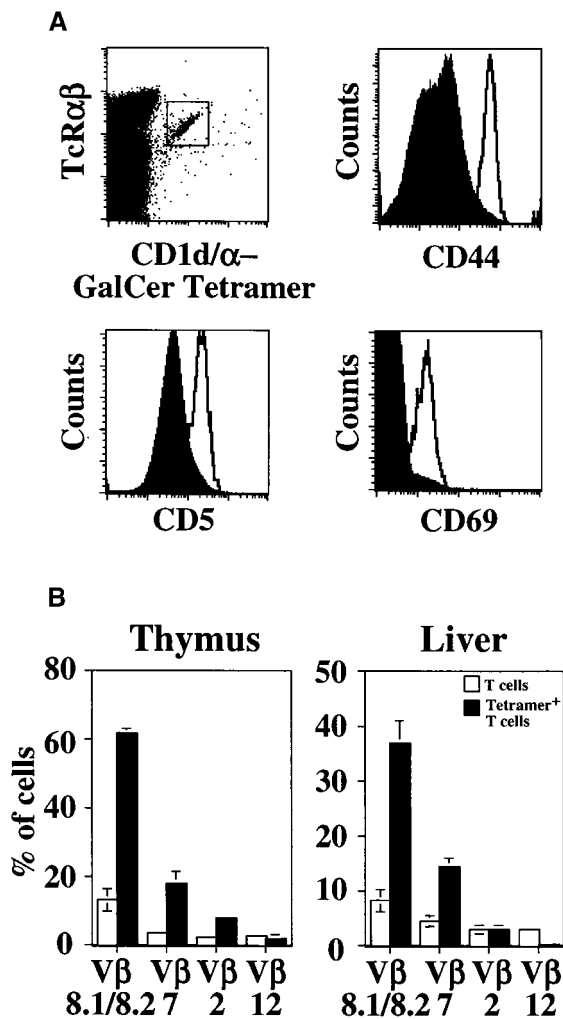 A
TcRαβ
CD1d/α–
GalCer Tetramer
Counts
CD44
Counts
CD5
Counts
CD69
B
Thymus
Liver
% of cells
80
60
40
20
0
50
40
30
20
10
0
T cells
Tetramer+
T cells
Vβ Vβ Vβ Vβ
8.1/8.2 7 2 12
Vβ Vβ Vβ Vβ
8.1/8.2 7 2 12